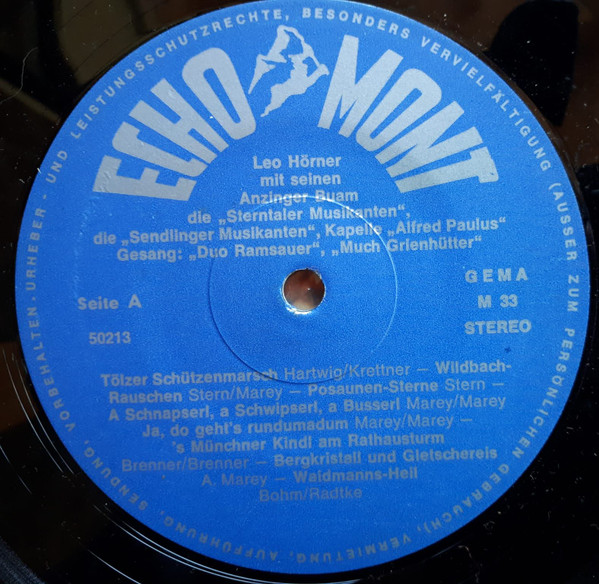 ECHO MONT
Leo Hörner
mit seinen
Anzinger Buam
die „Sterntaler Musikanten“,
die „Sendlinger Musikanten“, Kapelle „Alfred Paulus“
Gesang: „Duo Ramsauer“, „Much Grienhütter“
GEMA
Seite A
M 33
50213
STEREO
Tölzer Schützenmarsch Hartwig/Krettner – Wildbach-
Rauschen Stern/Marey – Posaunen-Sterne Stern –
A Schnapserl, a Schwipserl, a Busserl Marey/Marey
Ja, do geht's rundumadum Marey/Marey –
's Münchner Kindl am Rathausturm
Brenner/Brenner – Bergkristall und Gletschereis
A. Marey – Waidmanns-Heil
Bohm/Radtke
URHEBER- UND LEISTUNGSSCHUTZRECHTE, BESONDERS VERVIELFÄLTIGUNG (AUSSER ZUM PERSÖNLICHEN GEBRAUCH), VERMIETUNG, AUFFÜHRUNG, SENDUNG, VORBEHALTEN ·